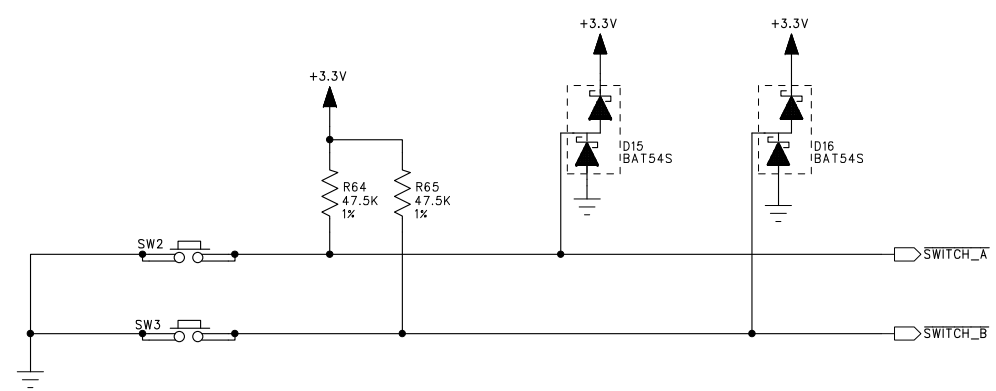 +3.3V
+3.3V
+3.3V
D15
BAT54S
D16
BAT54S
R64
47.5K
1%
R65
47.5K
1%
SW2
SWITCH_A
SW3
SWITCH_B